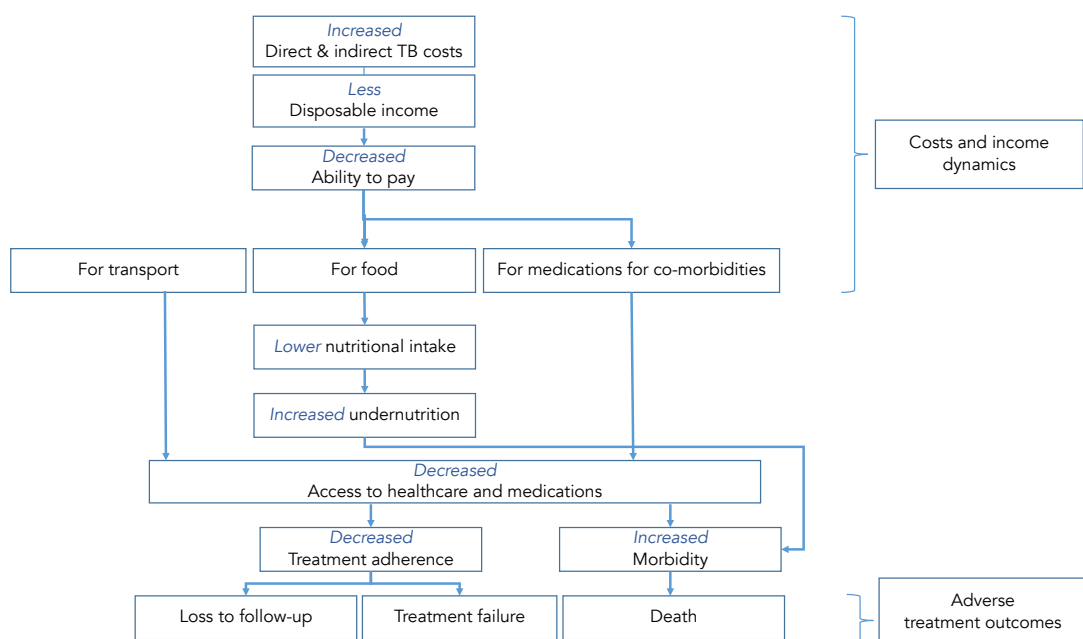 Increased
Direct & indirect TB costs
Less
Disposable income
Decreased
Ability to pay
Costs and income
dynamics
For transport
For food
For medications for co-morbidities
Lower nutritional intake
Increased undernutrition
Decreased
Access to healthcare and medications
Decreased
Treatment adherence
Increased
Morbidity
Loss to follow-up
Treatment failure
Death
Adverse
treatment outcomes